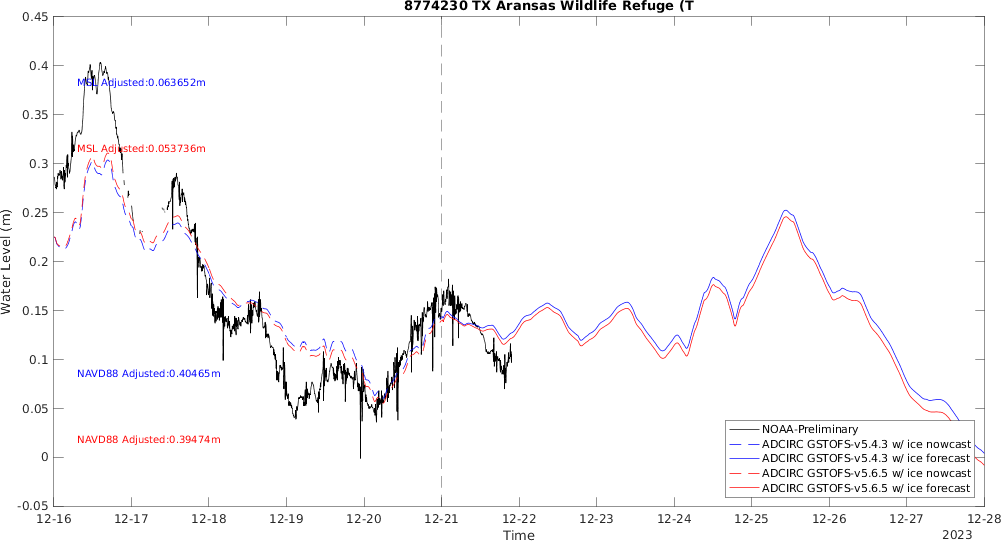 8774230 TX Aransas Wildlife Refuge (T
0.45
0.4
0.35
0.3
0.25
0.2
0.15
0.1
0.05
0
-0.05
Water Level (m)
MSL Adjusted:0.063652m
MSL Adjusted:0.053736m
NAVD88 Adjusted:0.40465m
NAVD88 Adjusted:0.39474m
NOAA-Preliminary
ADCIRC GSTOFS-v5.4.3 w/ ice nowcast
ADCIRC GSTOFS-v5.4.3 w/ ice forecast
ADCIRC GSTOFS-v5.6.5 w/ ice nowcast
ADCIRC GSTOFS-v5.6.5 w/ ice forecast
12-16 12-17 12-18 12-19 12-20 12-21 12-22 12-23 12-24 12-25 12-26 12-27 12-28
Time 2023